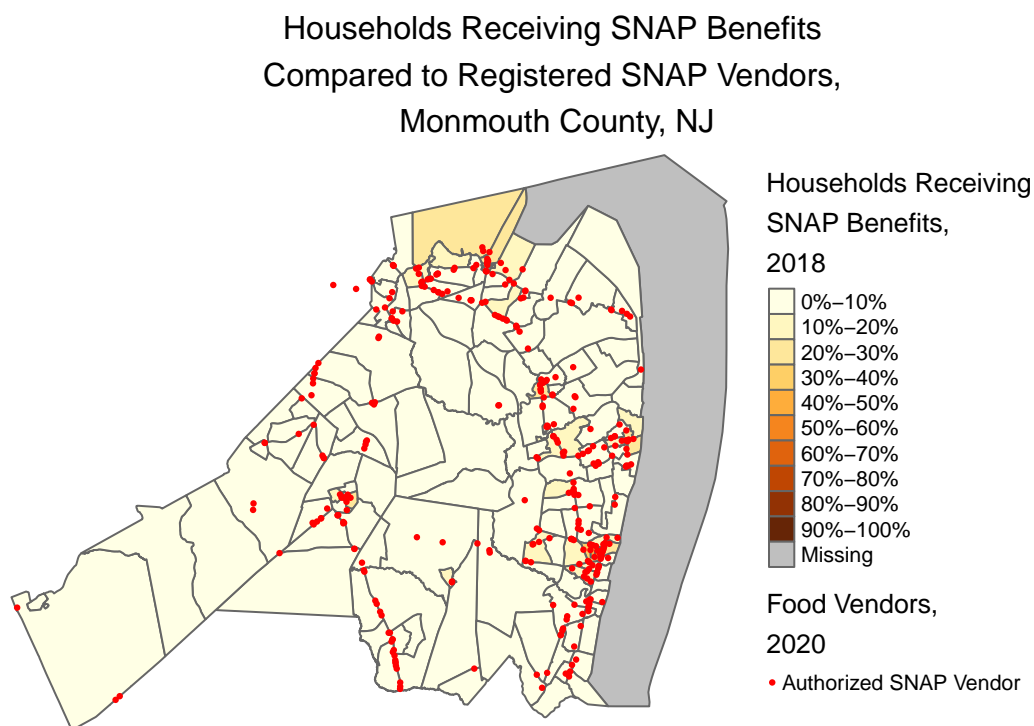 Households Receiving SNAP Benefits
Compared to Registered SNAP Vendors,
Monmouth County, NJ
Households Receiving
SNAP Benefits,
2018
0%−10%
10%−20%
20%−30%
30%−40%
40%−50%
50%−60%
60%−70%
70%−80%
80%−90%
90%−100%
Missing
Food Vendors,
2020
Authorized SNAP Vendor